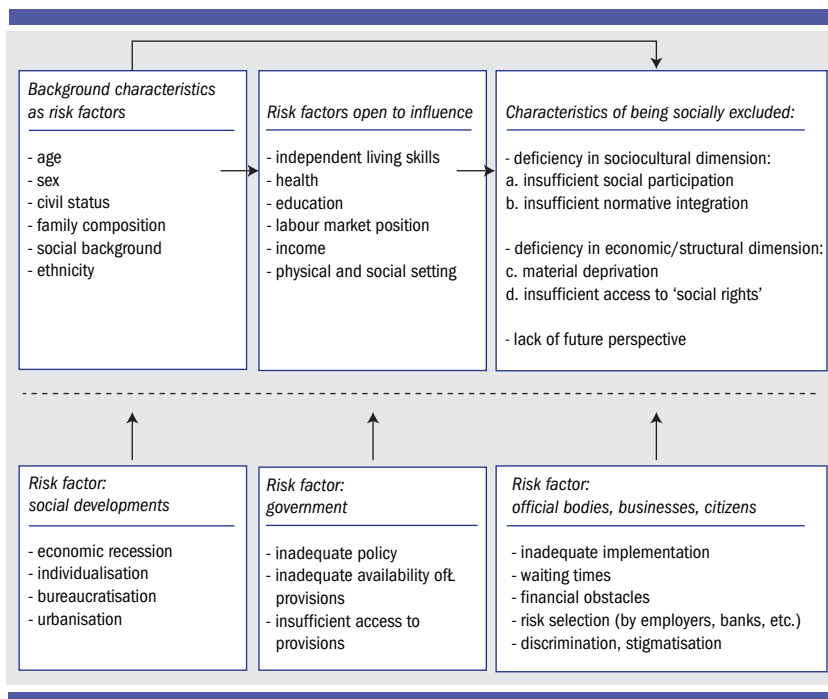 Background characteristics
as risk factors
- age
- sex
- civil status
- family composition
- social background
- ethnicity
Risk factors open to influence
- independent living skills
- health
- education
- labour market position
- income
- physical and social setting
Characteristics of being socially excluded:
- deficiency in sociocultural dimension:
a. insufficient social participation
b. insufficient normative integration
- deficiency in economic/structural dimension:
c. material deprivation
d. insufficient access to ‘social rights’
- lack of future perspective
Risk factor:
social developments
- economic recession
- individualisation
- bureaucratisation
- urbanisation
Risk factor:
government
- inadequate policy
- inadequate availability ofŁ
provisions
- insufficient access to
provisions
Risk factor:
official bodies, businesses, citizens
- inadequate implementation
- waiting times
- financial obstacles
- risk selection (by employers, banks, etc.)
- discrimination, stigmatisation